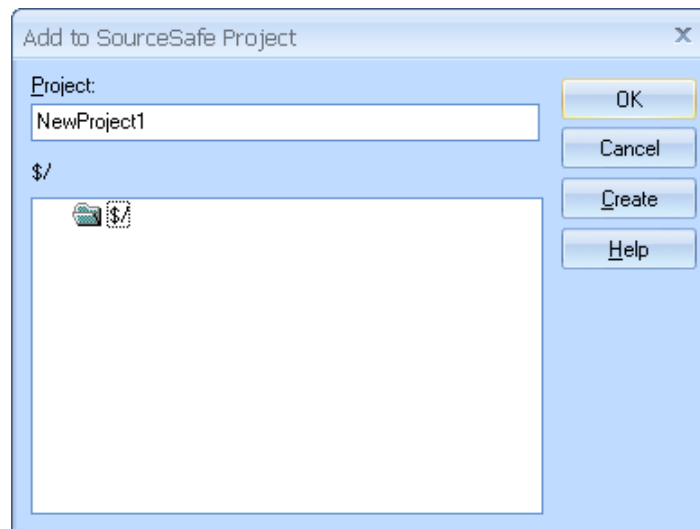 Add to SourceSafe Project
Project:
NewProject1
$/
$/
OK
Cancel
Create
Help